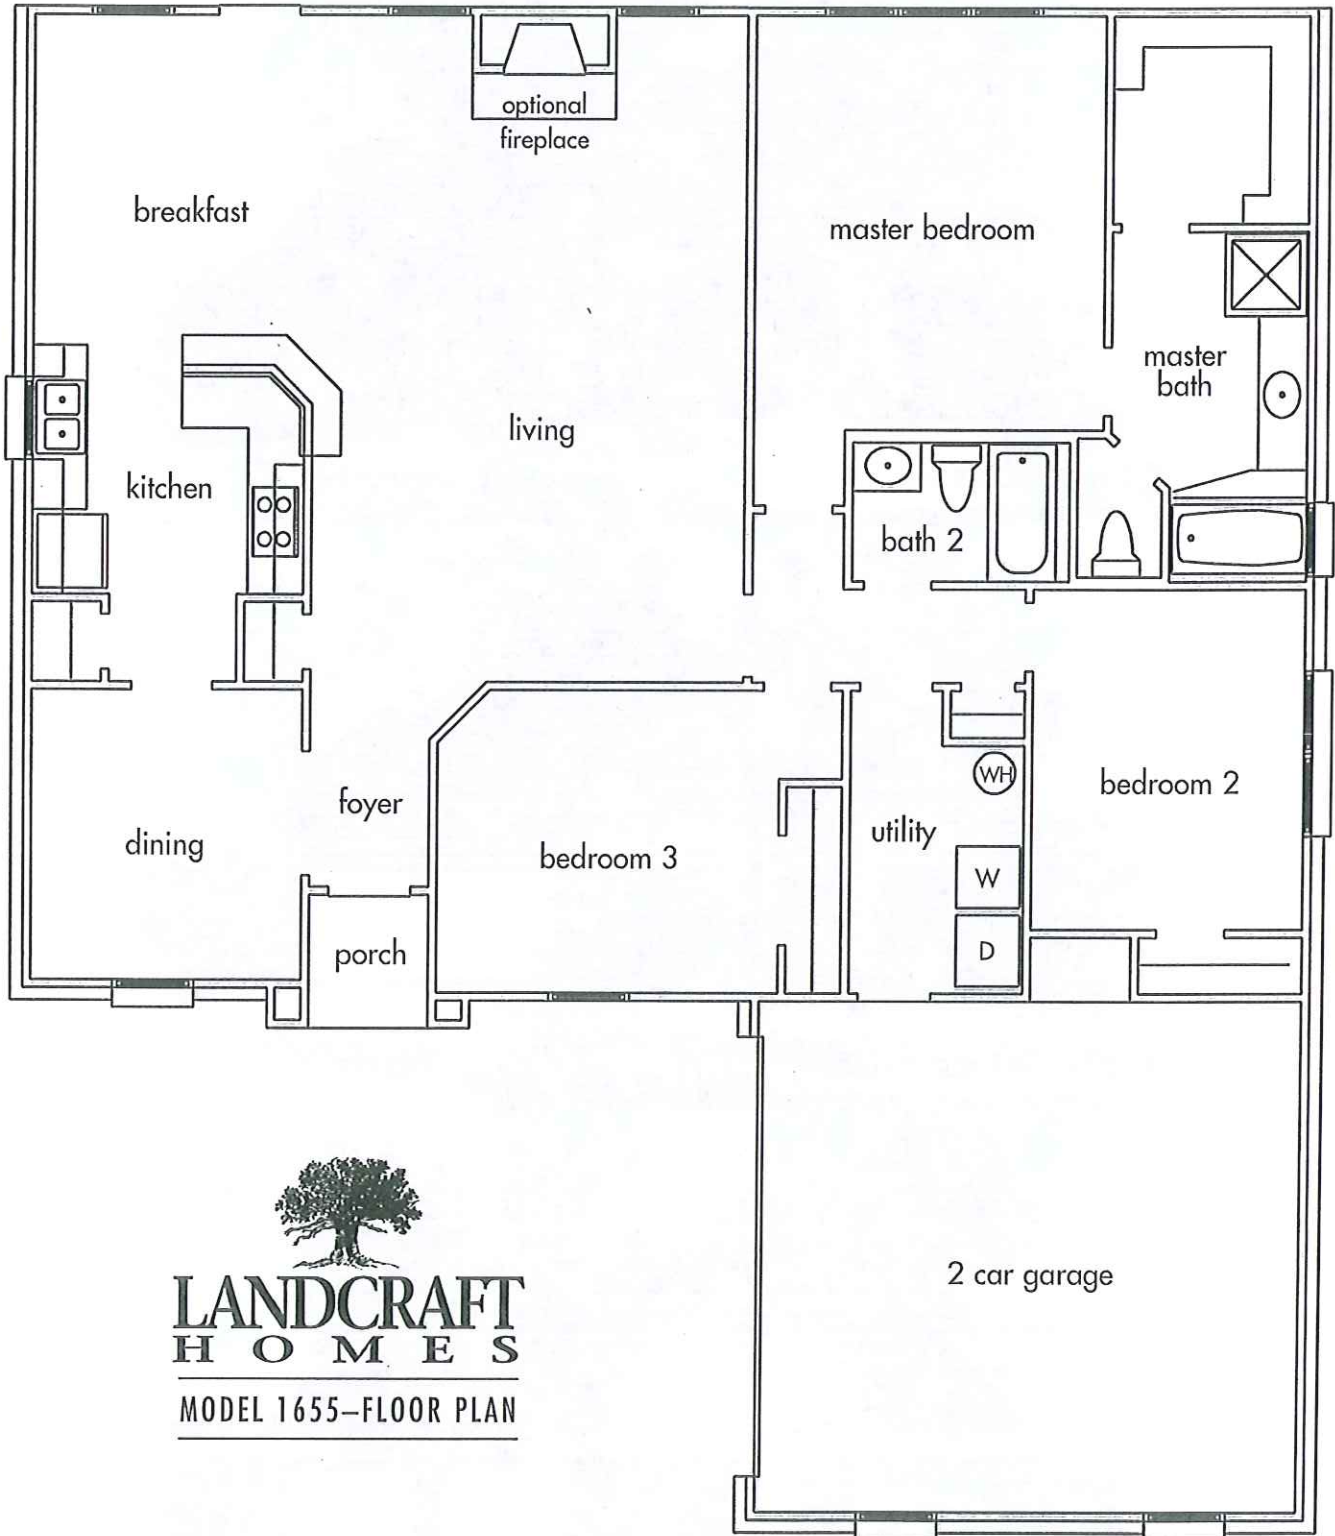 optional
fireplace
breakfast
master bedroom
master
bath
living
kitchen
bath 2
WH
bedroom 2
foyer
utility
dining
bedroom 3
W
porch
D
2 car garage
LANDCRAFT
HOMES
MODEL 1655–FLOOR PLAN